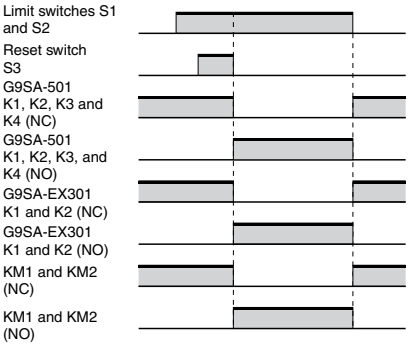 Limit switches S1
and S2
Reset switch
S3
G9SA-501
K1, K2, K3 and
K4 (NC)
G9SA-501
K1, K2, K3, and
K4 (NO)
G9SA-EX301
K1 and K2 (NC)
G9SA-EX301
K1 and K2 (NO)
KM1 and KM2
(NC)
KM1 and KM2
(NO)